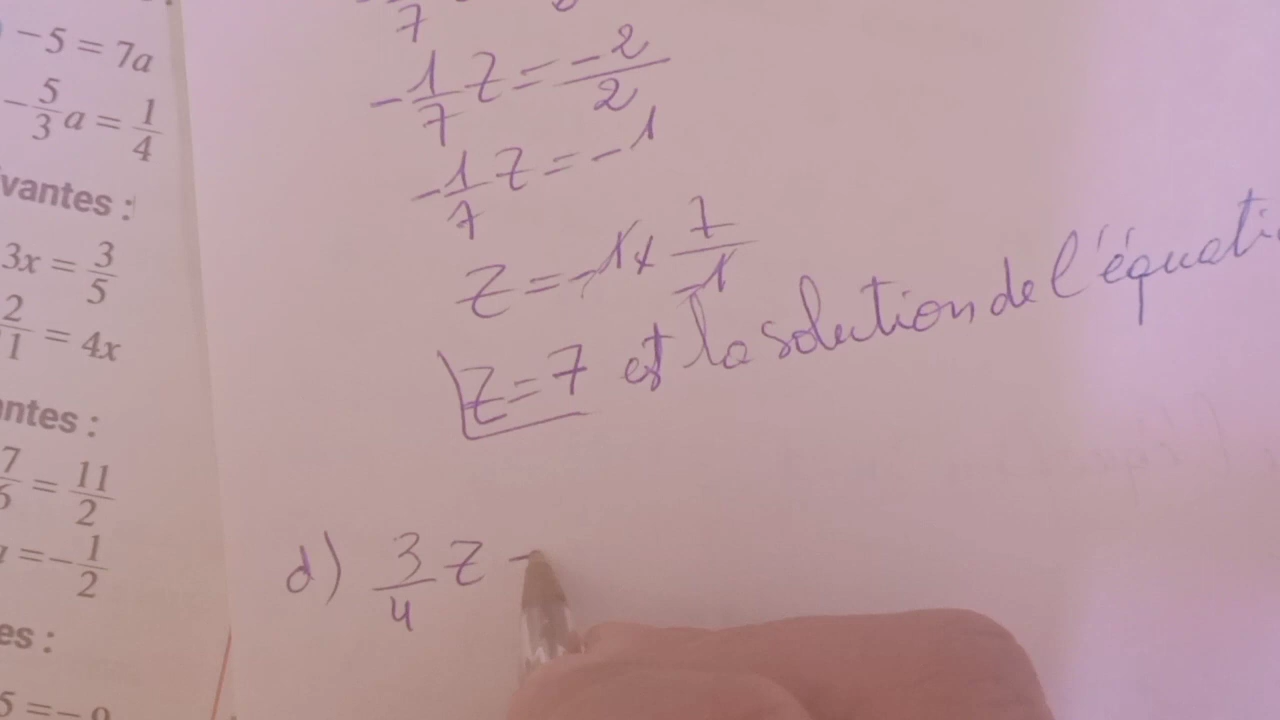 -5 = 7a
-5/3 a = 1/4
vantes :
3x = 3/5
2/1 = 4x
ntes :
7/6 = 11/2
= -1/2
es :
5 = -9
7
-1/7 z = -2/2
-1/7 z = -1
z = -1 x 7/-1
z = 7 est la solution de l'équati
d) 3/4 z -